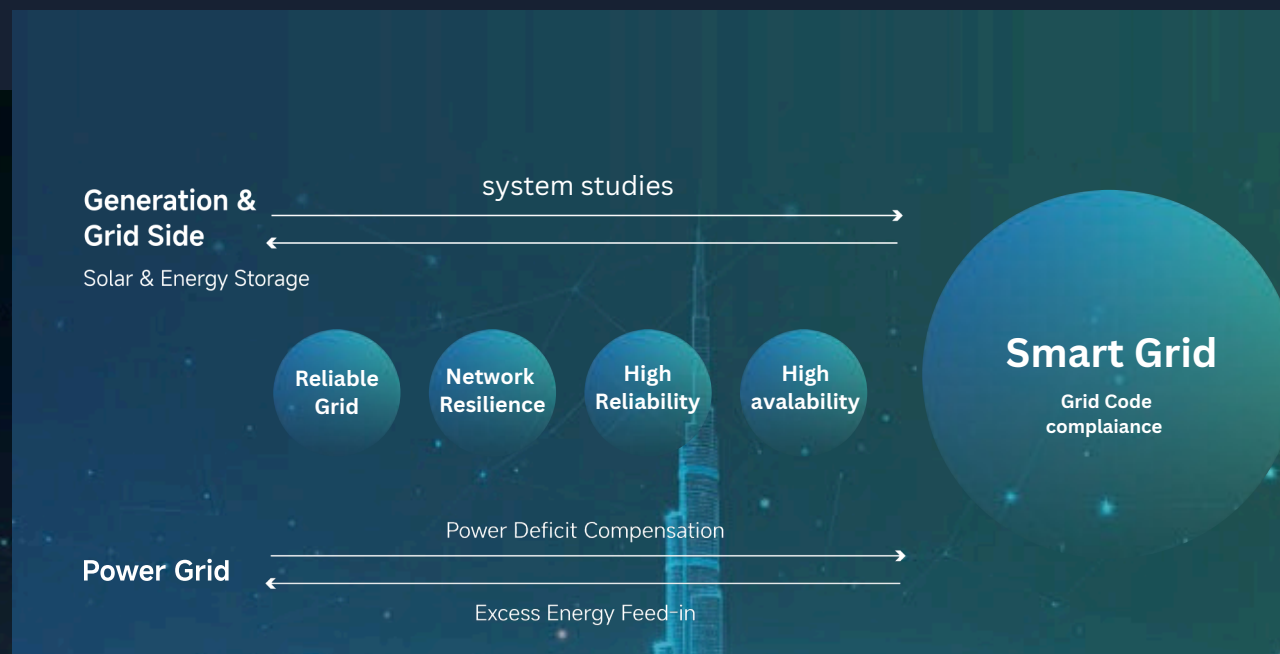 system studies
Generation &
Grid Side
Solar & Energy Storage
Reliable
Grid
Network
Resilience
High
Reliability
High
avalability
Smart Grid
Grid Code
complaiance
Power Deficit Compensation
Power Grid
Excess Energy Feed-in